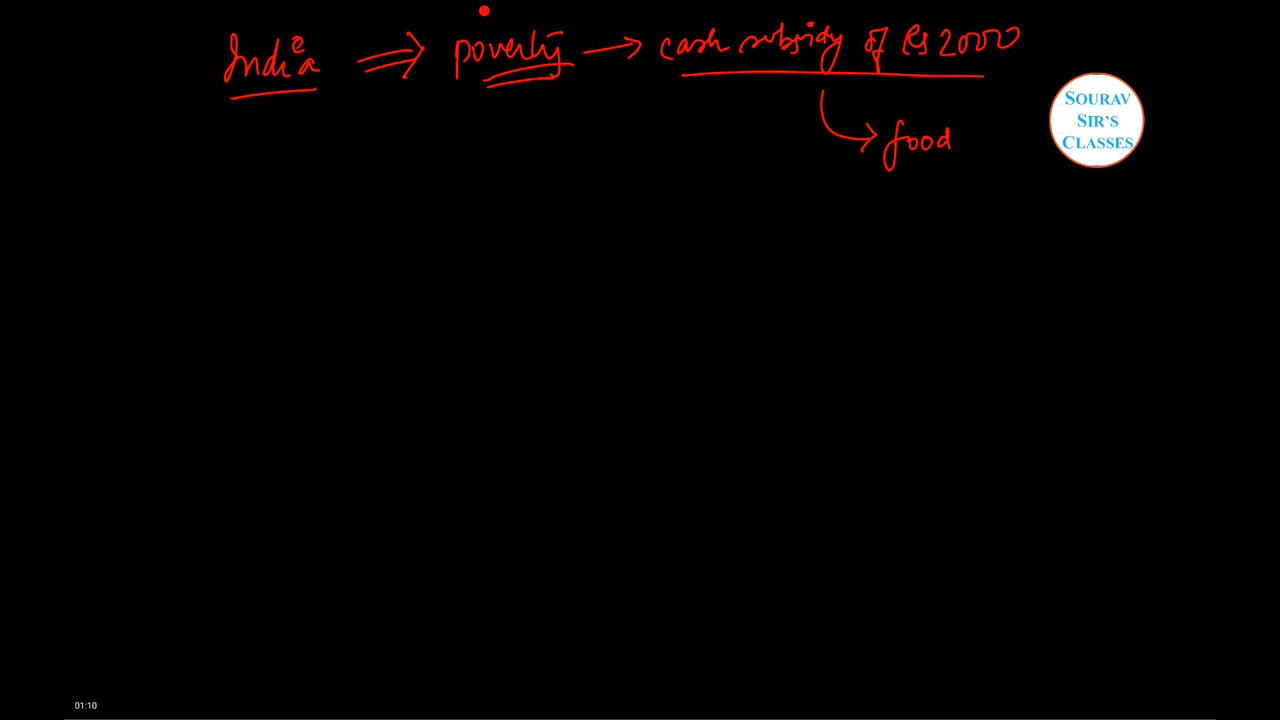 India ⇒ poverty → cash subsidy of Rs 2000
food
SOURAV
SIR'S
CLASSES
01:10